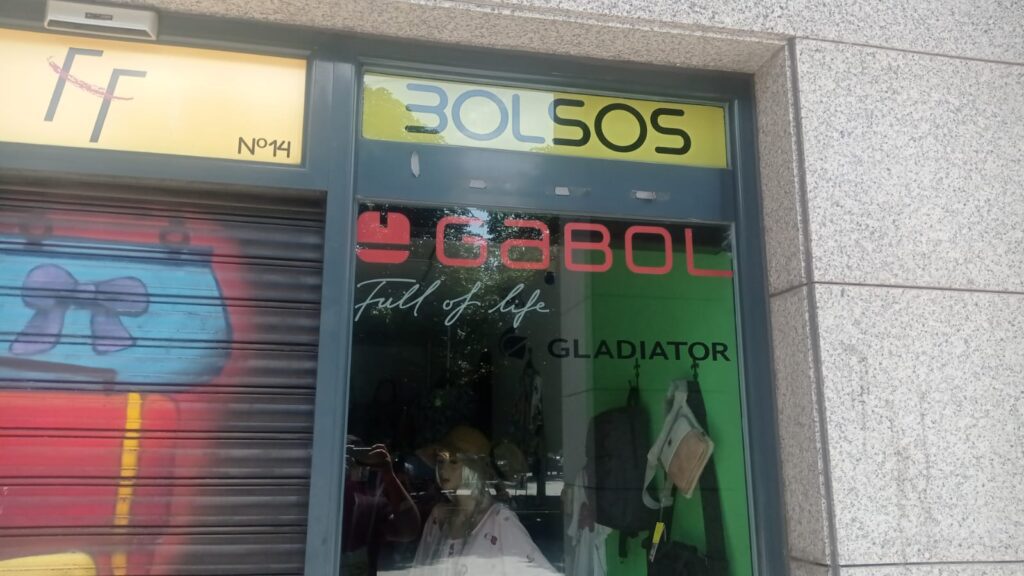 FF
Nº14
BOLSOS
GABOL
Full of life
GLADIATOR